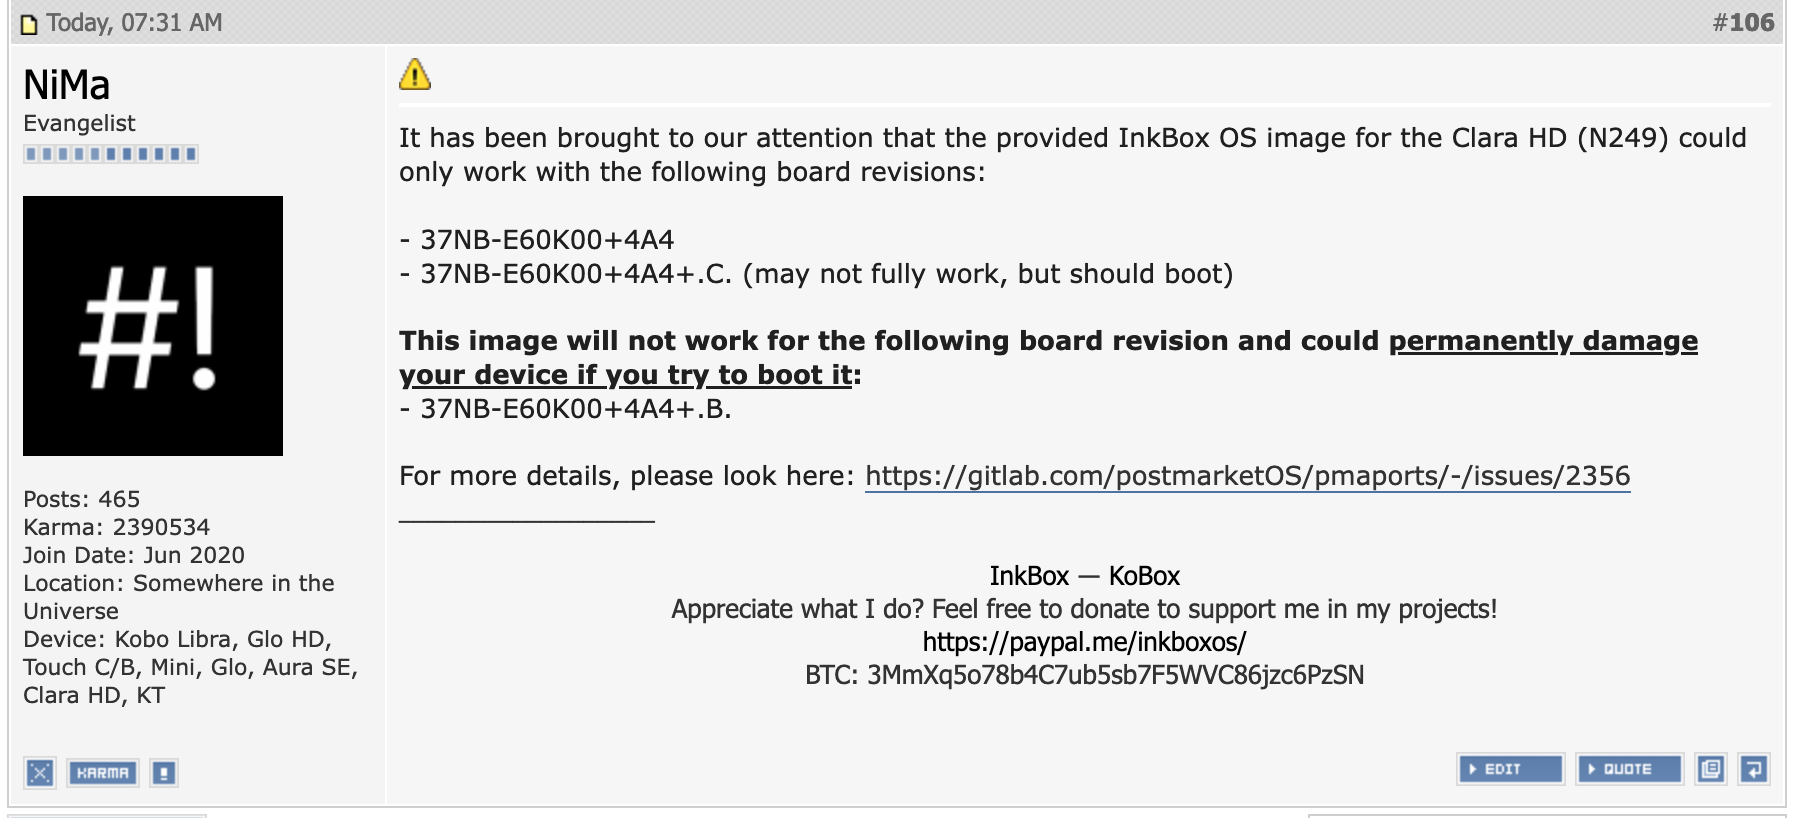 Today, 07:31 AM
#106
NiMa
Evangelist
#!
Posts: 465
Karma: 2390534
Join Date: Jun 2020
Location: Somewhere in the
Universe
Device: Kobo Libra, Glo HD,
Touch C/B, Mini, Glo, Aura SE,
Clara HD, KT
KARMA
It has been brought to our attention that the provided InkBox OS image for the Clara HD (N249) could
only work with the following board revisions:
- 37NB-E60K00+4A4
- 37NB-E60K00+4A4+.C. (may not fully work, but should boot)
This image will not work for the following board revision and could permanently damage
your device if you try to boot it:
- 37NB-E60K00+4A4+.B.
For more details, please look here: https://gitlab.com/postmarketOS/pmaports/-/issues/2356
__________________
InkBox — KoBox
Appreciate what I do? Feel free to donate to support me in my projects!
https://paypal.me/inkboxos/
BTC: 3MmXq5o78b4C7ub5sb7F5WVC86jzc6PzSN
EDIT
QUOTE